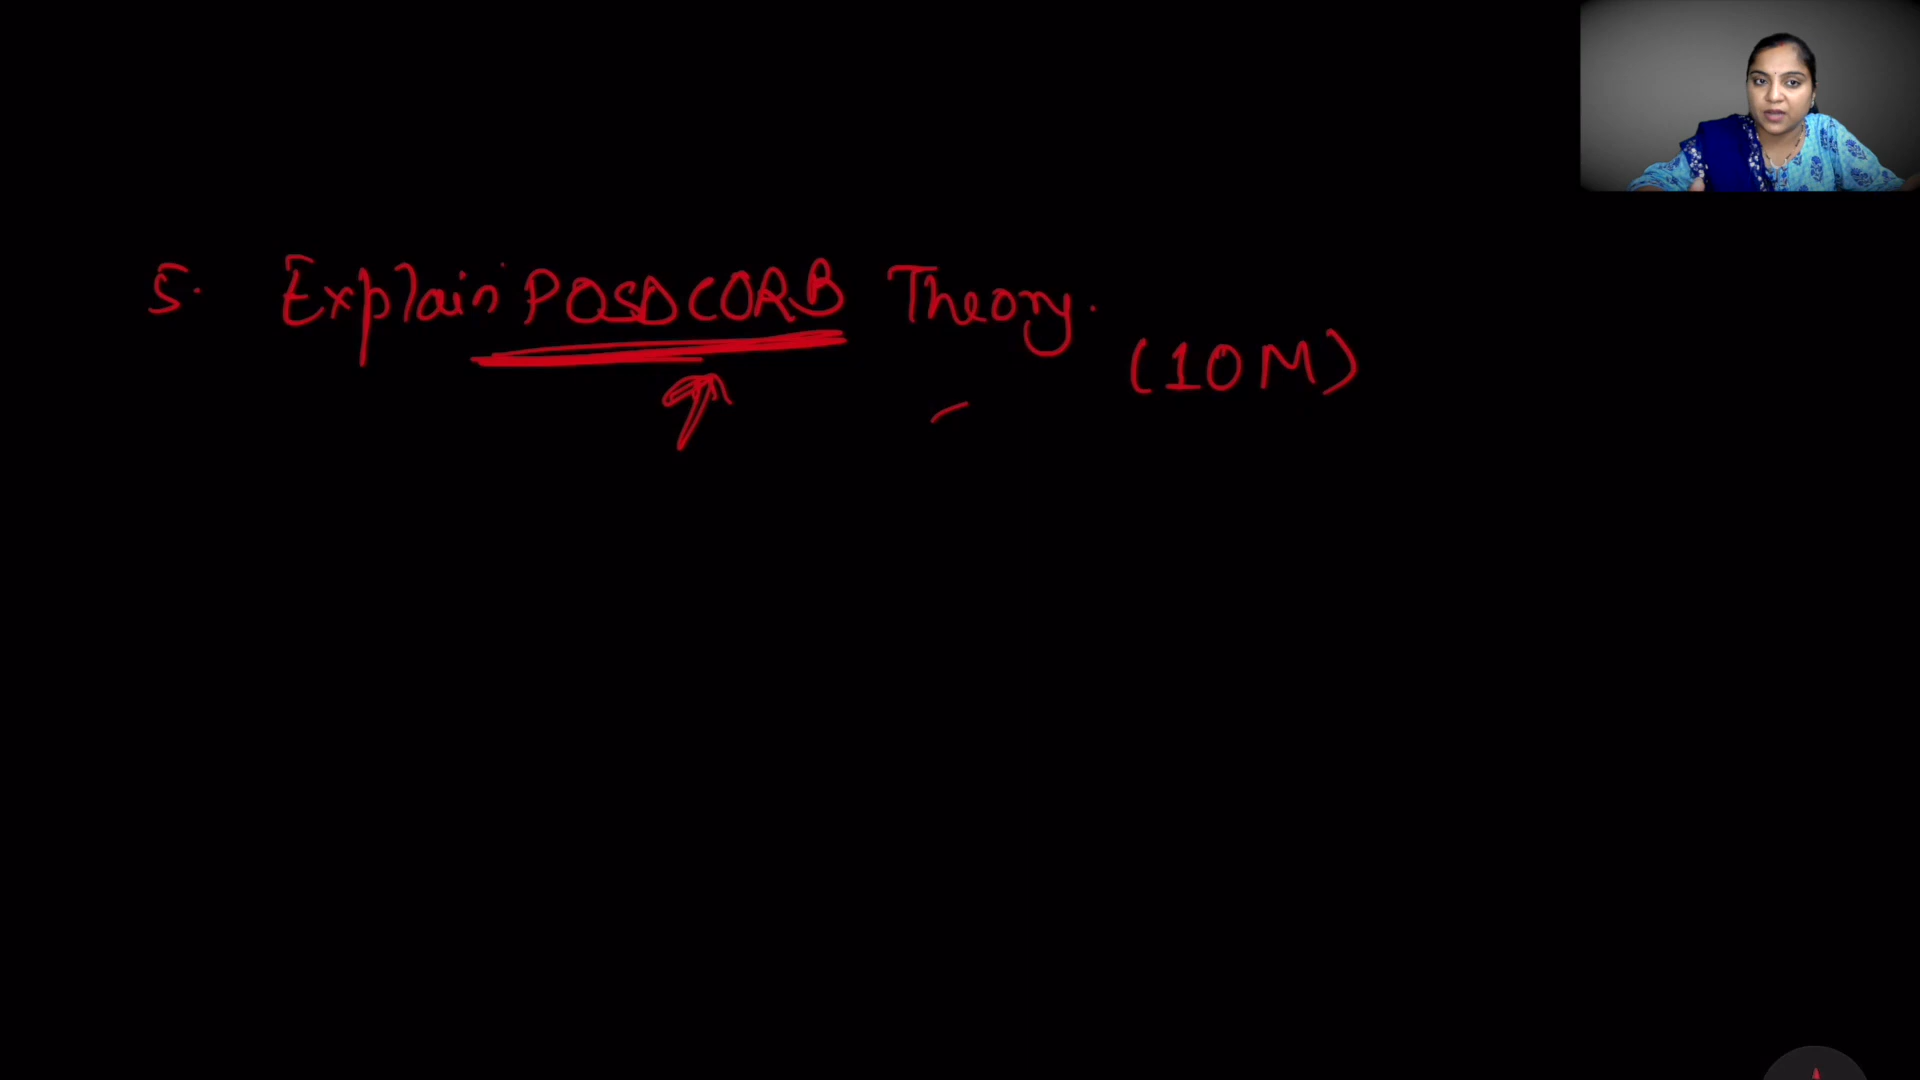 5. Explain POSDCORB Theory.
(10M)